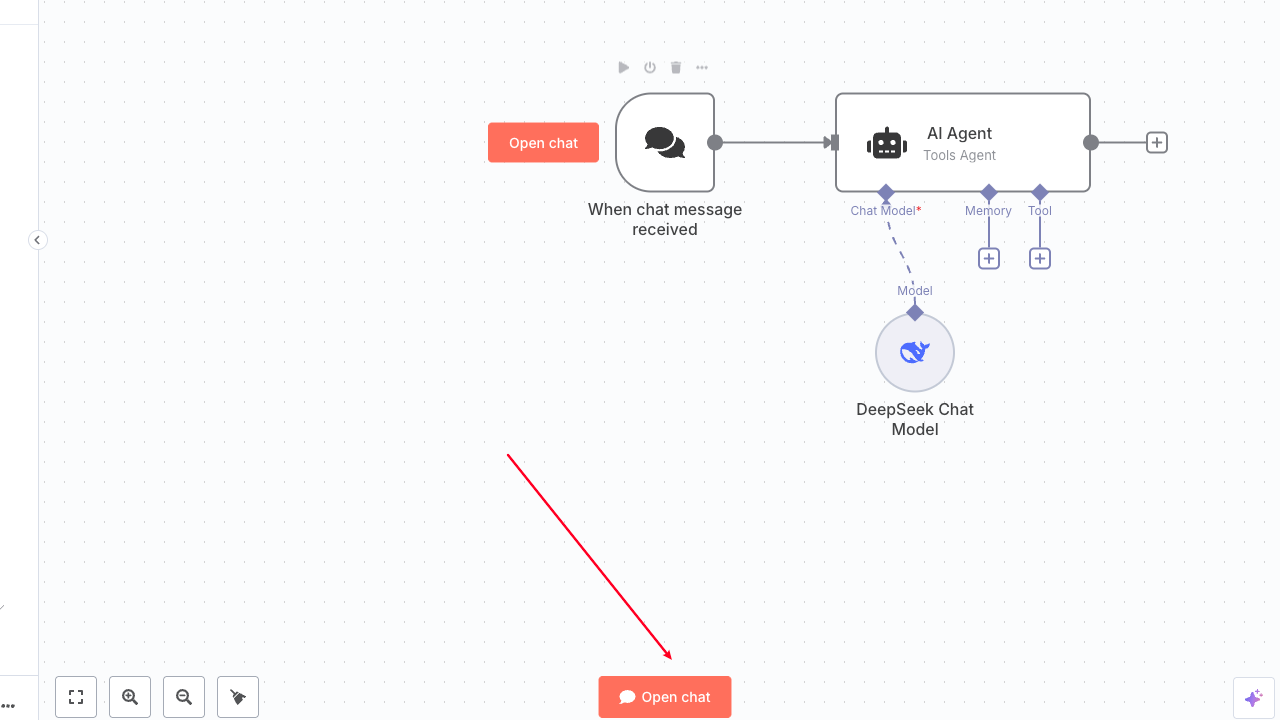 Open chat
When chat message
received
AI Agent
Tools Agent
Chat Model*
Memory
Tool
Model
DeepSeek Chat
Model
Open chat